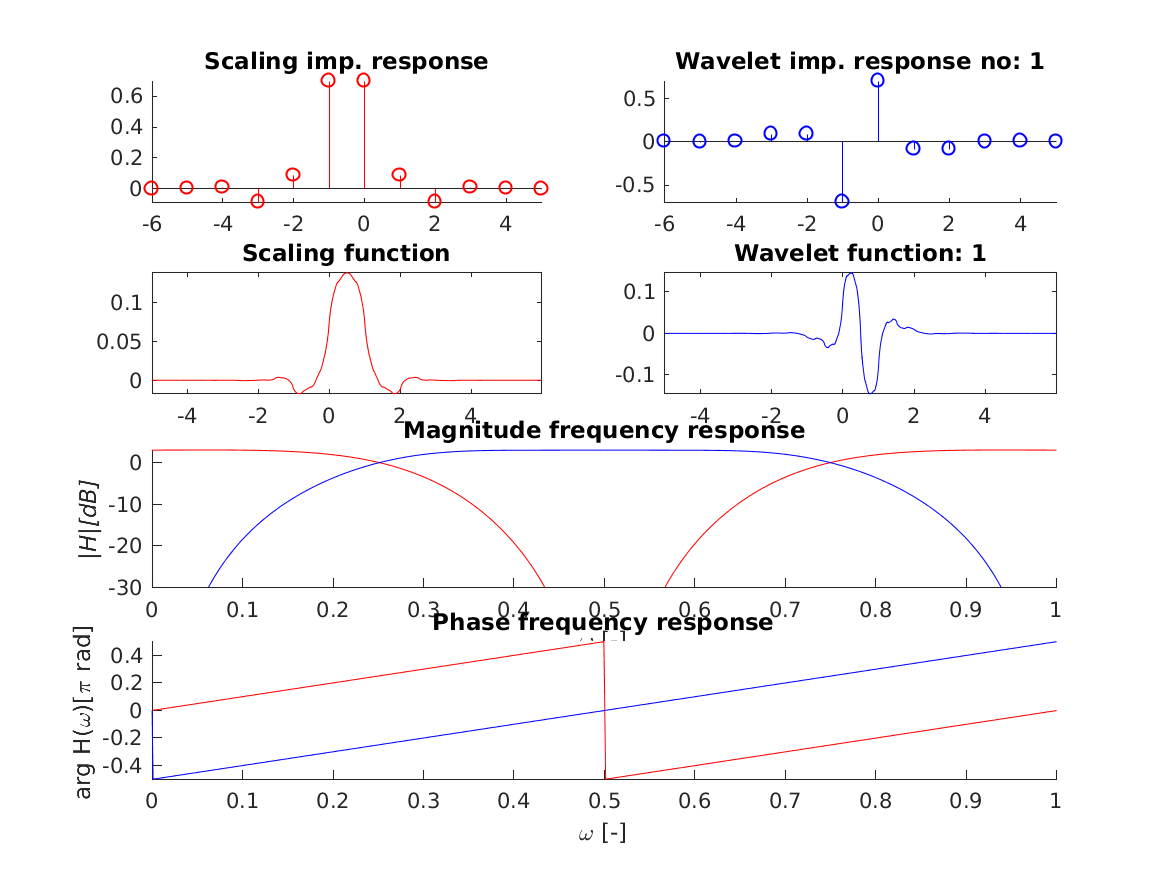 Scaling imp. response
0.6
0.4
0.2
0
-6 -4 -2 0 2 4
Wavelet imp. response no: 1
0.5
0
-0.5
-6 -4 -2 0 2 4
Scaling function
0.1
0.05
0
-4 -2 0 2 4
Wavelet function: 1
0.1
0
-0.1
-4 -2 0 2 4
Magnitude frequency response
|H|[dB]
0
-10
-20
-30
0 0.1 0.2 0.3 0.4 0.5 0.6 0.7 0.8 0.9 1
Phase frequency response
arg H(ω)[π rad]
0.4
0.2
0
-0.2
-0.4
0 0.1 0.2 0.3 0.4 0.5 0.6 0.7 0.8 0.9 1
ω [-]